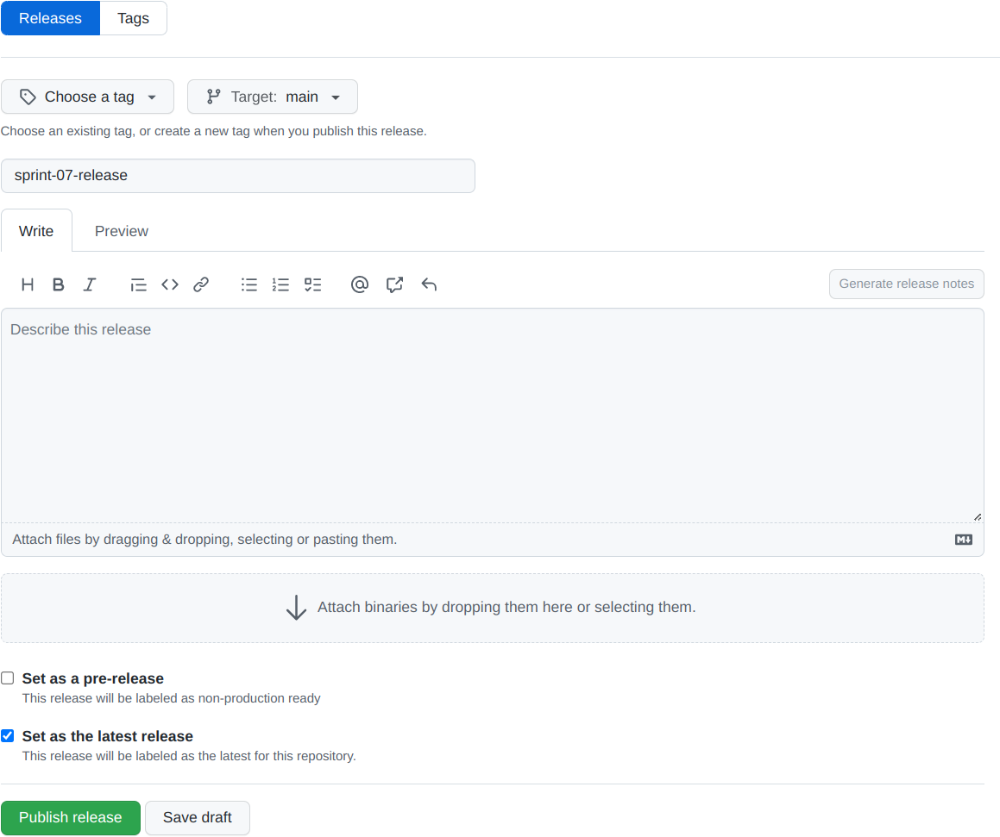 Releases Tags
Choose a tag Target: main
Choose an existing tag, or create a new tag when you publish this release.
sprint-07-release
Write Preview
Generate release notes
Describe this release
Attach files by dragging & dropping, selecting or pasting them.
Attach binaries by dropping them here or selecting them.
Set as a pre-release
This release will be labeled as non-production ready
Set as the latest release
This release will be labeled as the latest for this repository.
Publish release Save draft